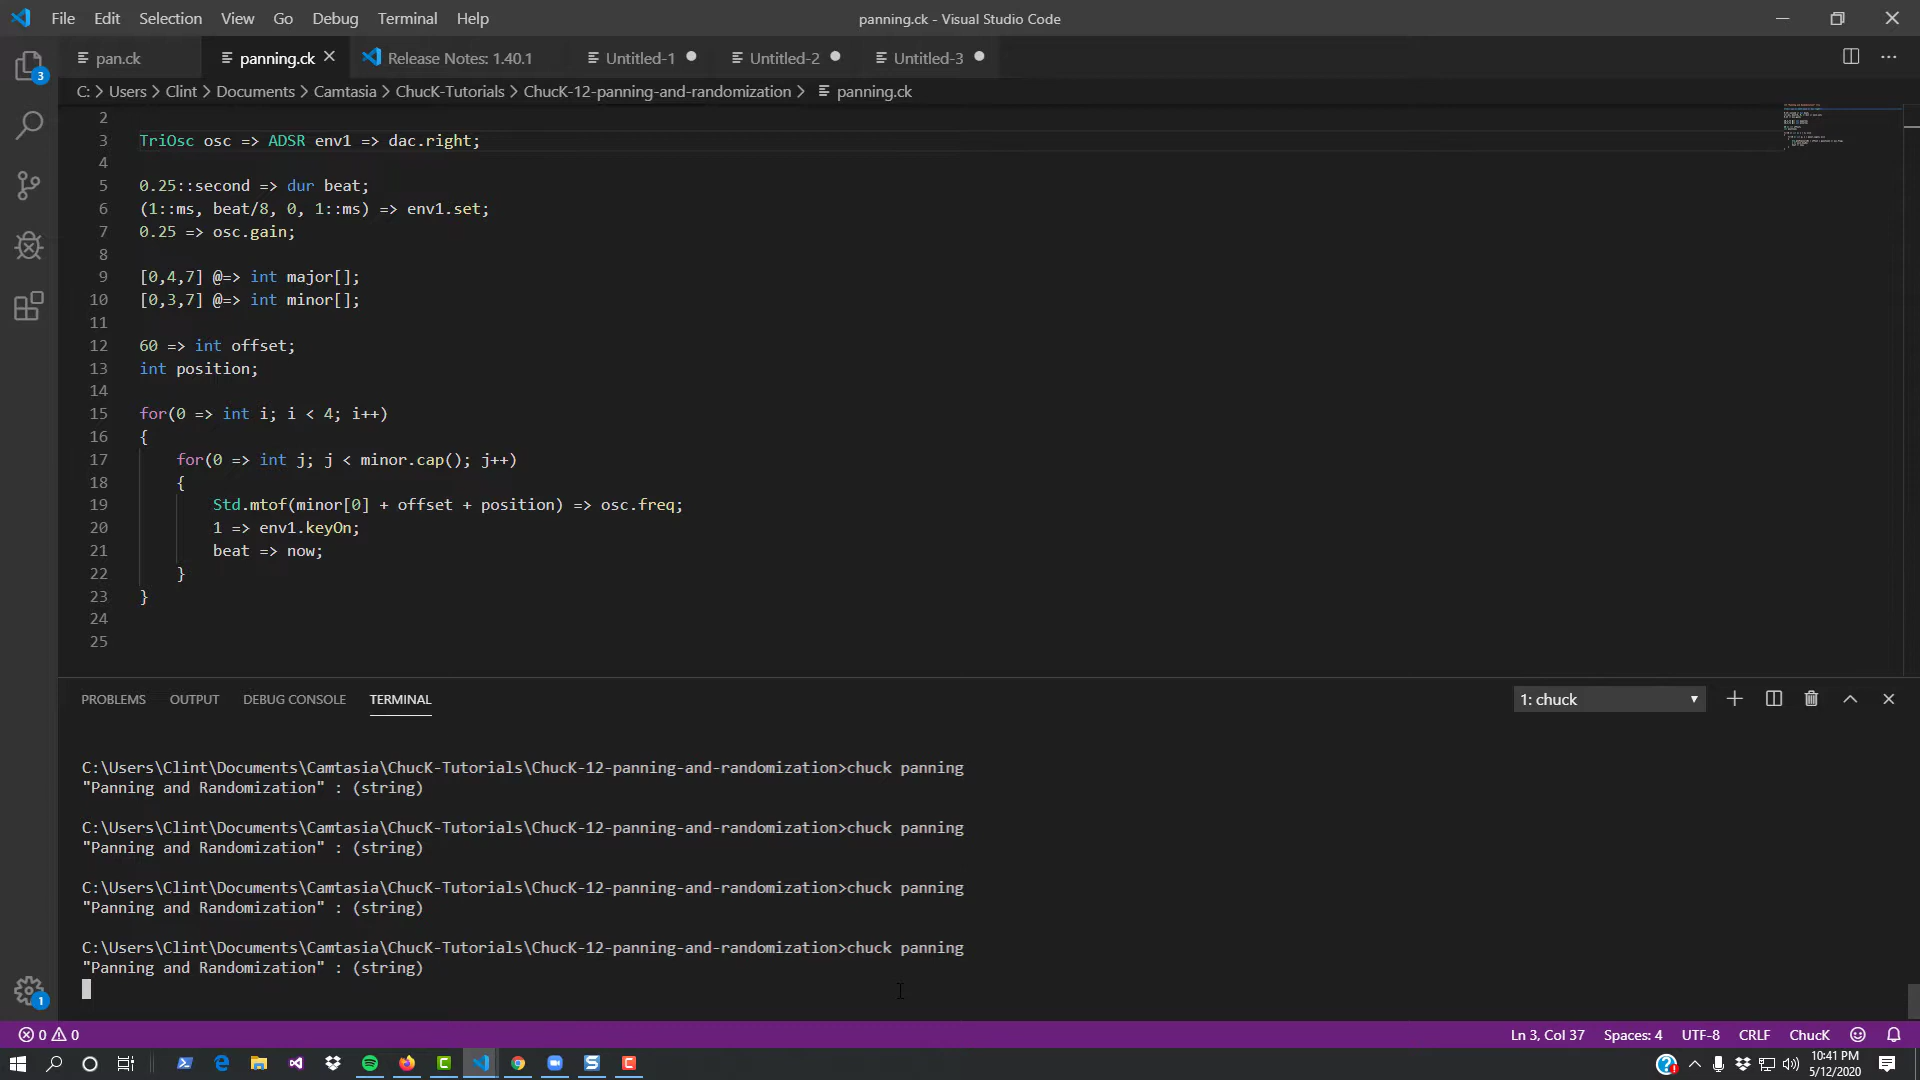 File Edit Selection View Go Debug Terminal Help panning.ck - Visual Studio Code
pan.ck panning.ck Release Notes: 1.40.1 Untitled-1 Untitled-2 Untitled-3
C: > Users > Clint > Documents > Camtasia > ChucK-Tutorials > ChucK-12-panning-and-randomization > panning.ck
2
3 TriOsc osc => ADSR env1 => dac.right;
4
5 0.25::second => dur beat;
6 (1::ms, beat/8, 0, 1::ms) => env1.set;
7 0.25 => osc.gain;
8
9 [0,4,7] @=> int major[];
10 [0,3,7] @=> int minor[];
11
12 60 => int offset;
13 int position;
14
15 for(0 => int i; i < 4; i++)
16 {
17 for(0 => int j; j < minor.cap(); j++)
18 {
19 Std.mtof(minor[0] + offset + position) => osc.freq;
20 1 => env1.keyOn;
21 beat => now;
22 }
23 }
24
25
PROBLEMS OUTPUT DEBUG CONSOLE TERMINAL 1: chuck
C:\Users\Clint\Documents\Camtasia\ChucK-Tutorials\ChucK-12-panning-and-randomization>chuck panning
"Panning and Randomization" : (string)
C:\Users\Clint\Documents\Camtasia\ChucK-Tutorials\ChucK-12-panning-and-randomization>chuck panning
"Panning and Randomization" : (string)
C:\Users\Clint\Documents\Camtasia\ChucK-Tutorials\ChucK-12-panning-and-randomization>chuck panning
"Panning and Randomization" : (string)
C:\Users\Clint\Documents\Camtasia\ChucK-Tutorials\ChucK-12-panning-and-randomization>chuck panning
"Panning and Randomization" : (string)
3
1
0 0 Ln 3, Col 37 Spaces: 4 UTF-8 CRLF ChucK
10:41 PM
5/12/2020